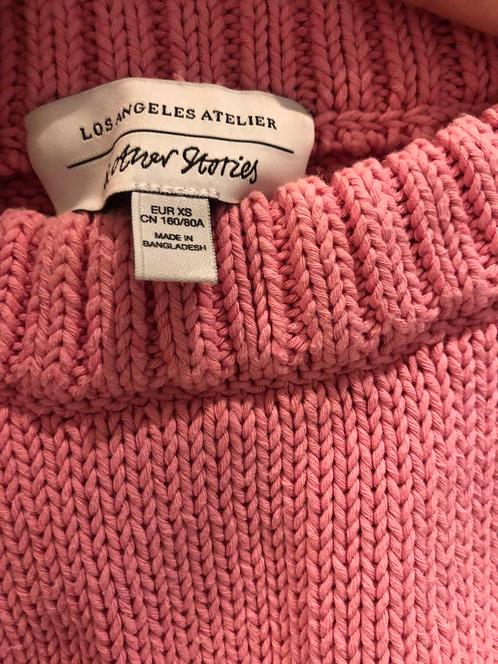 LOS ANGELES ATELIER
& Other Stories
EUR XS
CN 160/80A
MADE IN
BANGLADESH